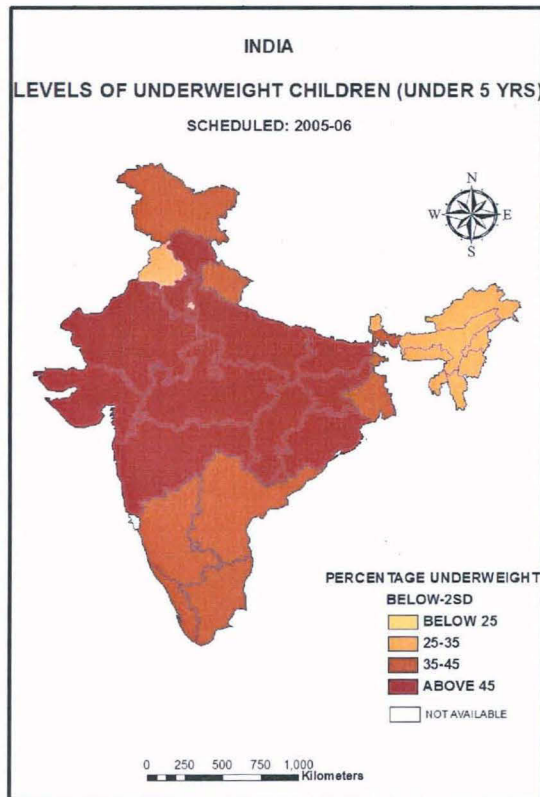 INDIA
LEVELS OF UNDERWEIGHT CHILDREN (UNDER 5 YRS)
SCHEDULED: 2005-06
N
W
E
S
PERCENTAGE UNDERWEIGHT
BELOW-2SD
BELOW 25
25-35
35-45
ABOVE 45
NOT AVAILABLE
0 250 500 750 1,000
Kilometers